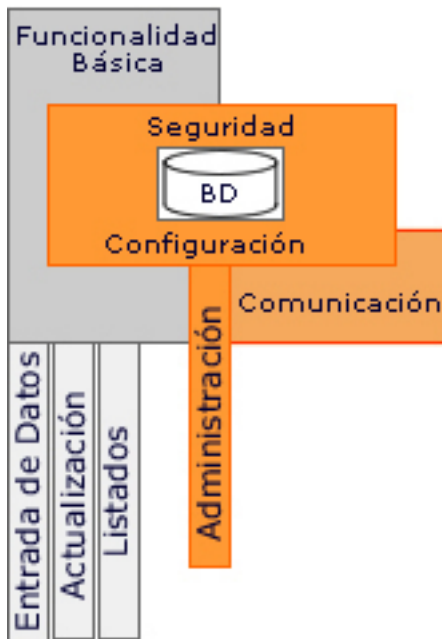 Funcionalidad
Básica
Seguridad
BD
Configuración
Comunicación
Entrada de Datos
Actualización
Listados
Administración